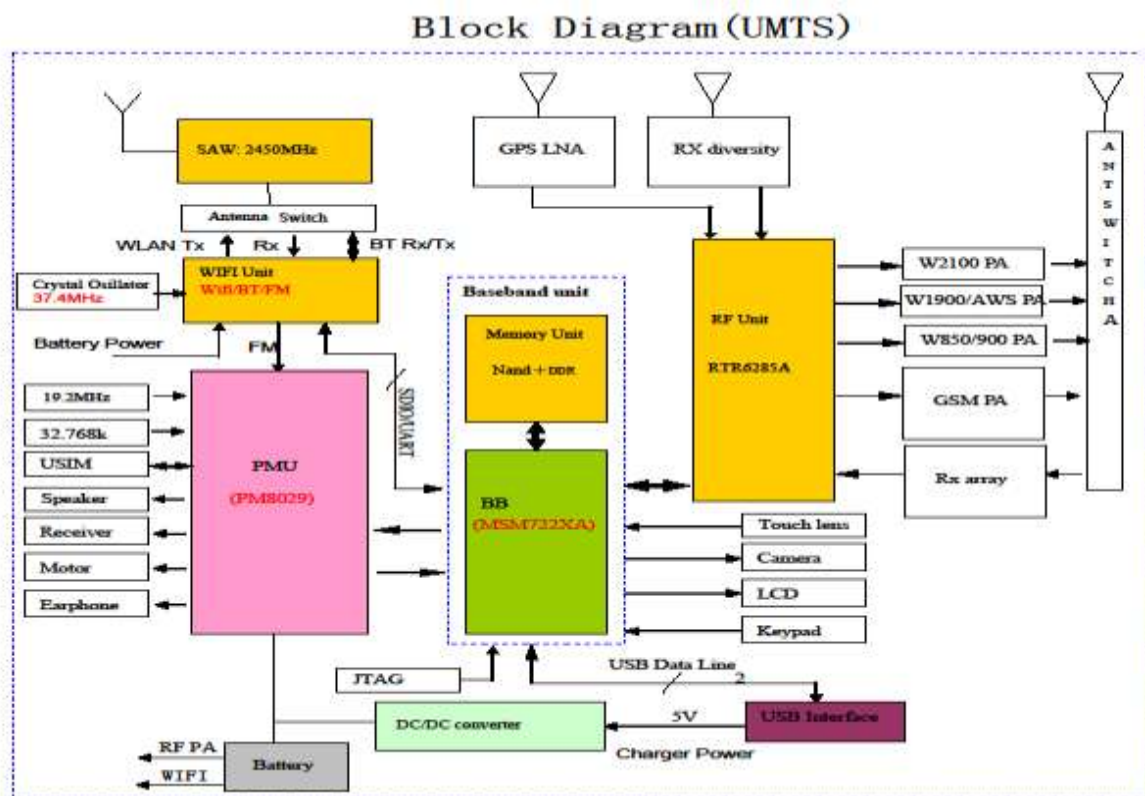 Block Diagram(UMTS)
SAW: 2450MHz
GPS LNA
RX diversity
ANTSWITCHA
Antenna Switch
WLAN Tx
Rx
BT Rx/Tx
WIFI Unit
Wifi/BT/FM
Crystal Ousllator
37.4MHz
Battery Power
FM
SDIO/UART
Baseband unit
Memory Unit
Nand+DDR
BB
(MSM722XA)
RF Unit
RTR6285A
W2100 PA
W1900/AWS PA
W850/900 PA
GSM PA
Rx array
19.2MHz
32.768k
USIM
Speaker
Receiver
Motor
Earphone
PMU
(PM8029)
Touch lens
Camera
LCD
Keypad
JTAG
USB Data Line
2
DC/DC converter
5V
USB Interface
Charger Power
RF PA
WIFI
Battery